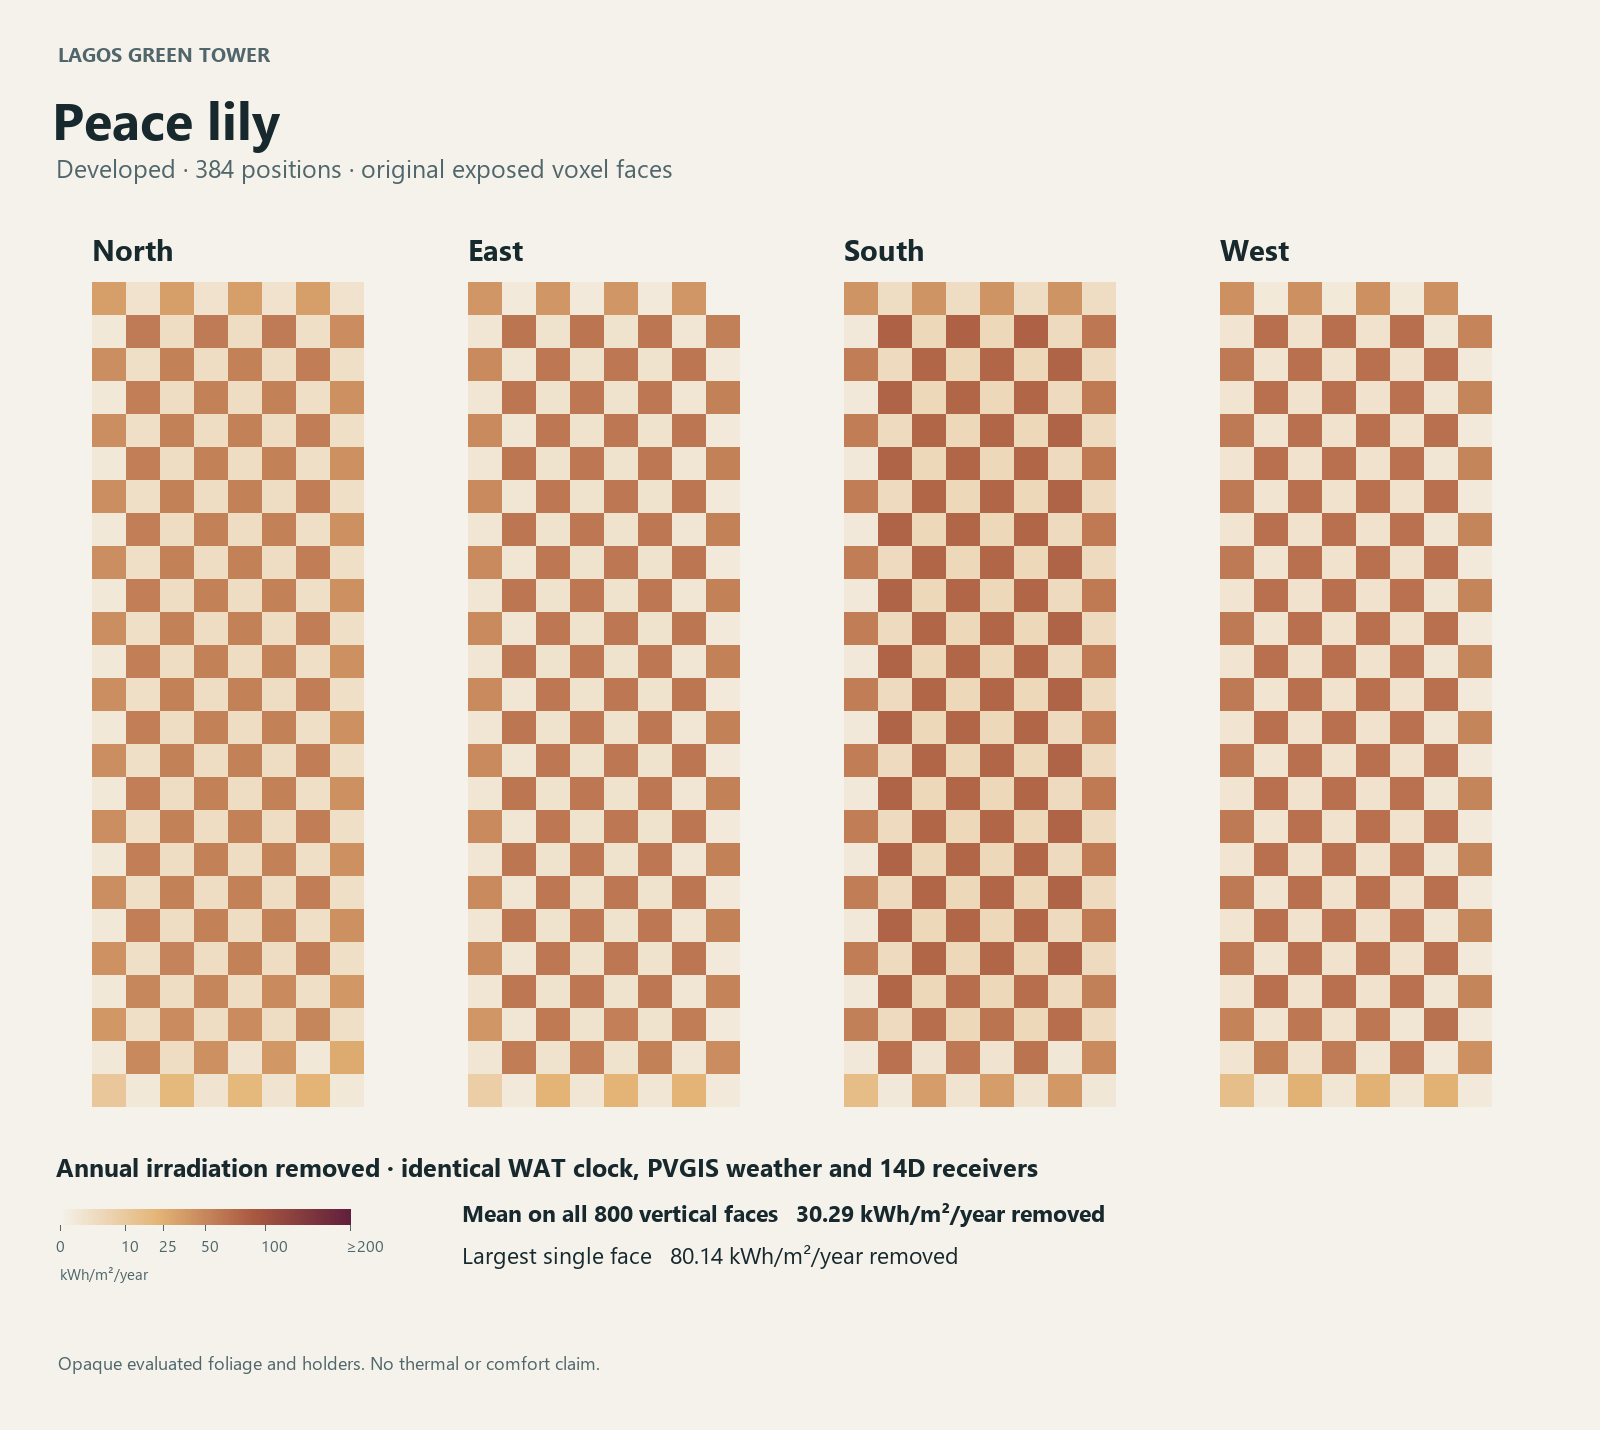 LAGOS GREEN TOWER
Peace lily
Developed · 384 positions · original exposed voxel faces
North East South West
Annual irradiation removed · identical WAT clock, PVGIS weather and 14D receivers
Mean on all 800 vertical faces 30.29 kWh/m²/year removed
0 10 25 50 100 ≥200
Largest single face 80.14 kWh/m²/year removed
kWh/m²/year
Opaque evaluated foliage and holders. No thermal or comfort claim.